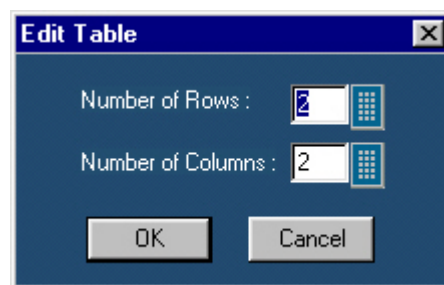 Edit Table
Number of Rows : 2
Number of Columns : 2
OK Cancel